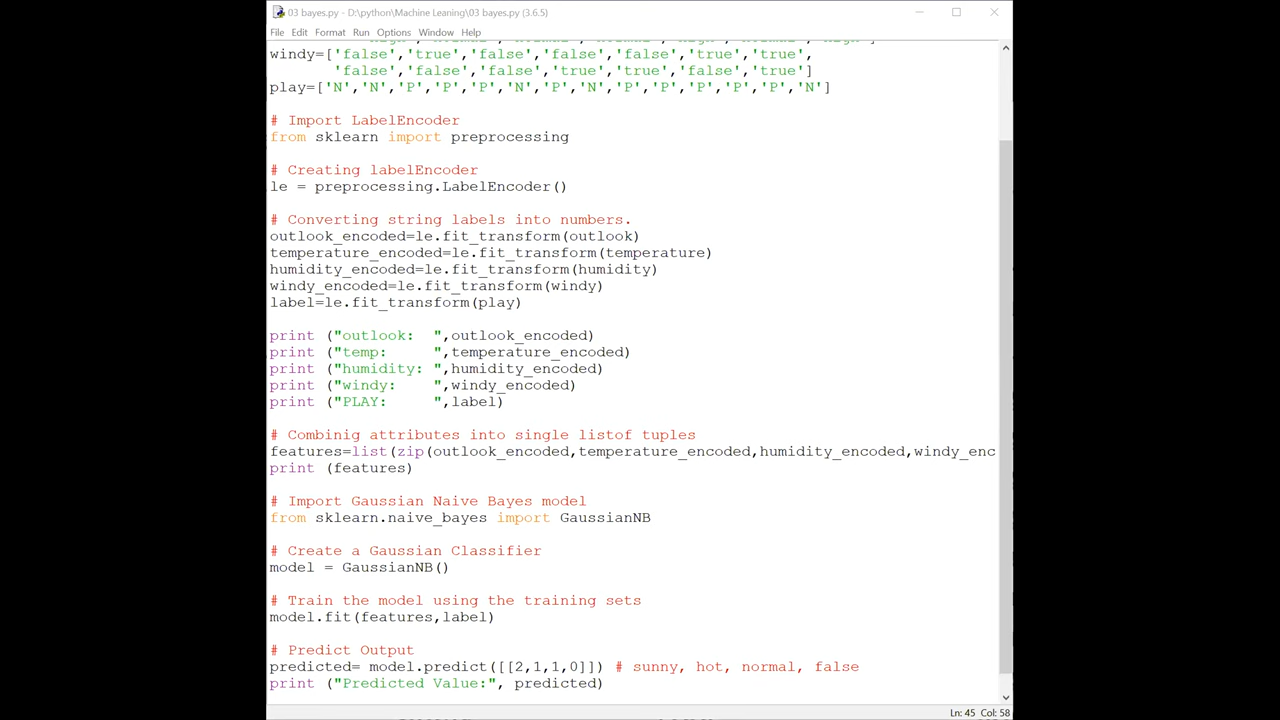 03 bayes.py - D:\python\Machine Leaning\03 bayes.py (3.6.5)
File Edit Format Run Options Window Help
windy=['false','true','false','false','false','true','true',
'false','false','false','true','true','false','true']
play=['N','N','P','P','P','N','P','N','P','P','P','P','P','N']
# Import LabelEncoder
from sklearn import preprocessing
# Creating labelEncoder
le = preprocessing.LabelEncoder()
# Converting string labels into numbers.
outlook_encoded=le.fit_transform(outlook)
temperature_encoded=le.fit_transform(temperature)
humidity_encoded=le.fit_transform(humidity)
windy_encoded=le.fit_transform(windy)
label=le.fit_transform(play)
print ("outlook:  ",outlook_encoded)
print ("temp:     ",temperature_encoded)
print ("humidity: ",humidity_encoded)
print ("windy:    ",windy_encoded)
print ("PLAY:     ",label)
# Combinig attributes into single listof tuples
features=list(zip(outlook_encoded,temperature_encoded,humidity_encoded,windy_enc
print (features)
# Import Gaussian Naive Bayes model
from sklearn.naive_bayes import GaussianNB
# Create a Gaussian Classifier
model = GaussianNB()
# Train the model using the training sets
model.fit(features,label)
# Predict Output
predicted= model.predict([[2,1,1,0]]) # sunny, hot, normal, false
print ("Predicted Value:", predicted)
Ln: 45 Col: 58